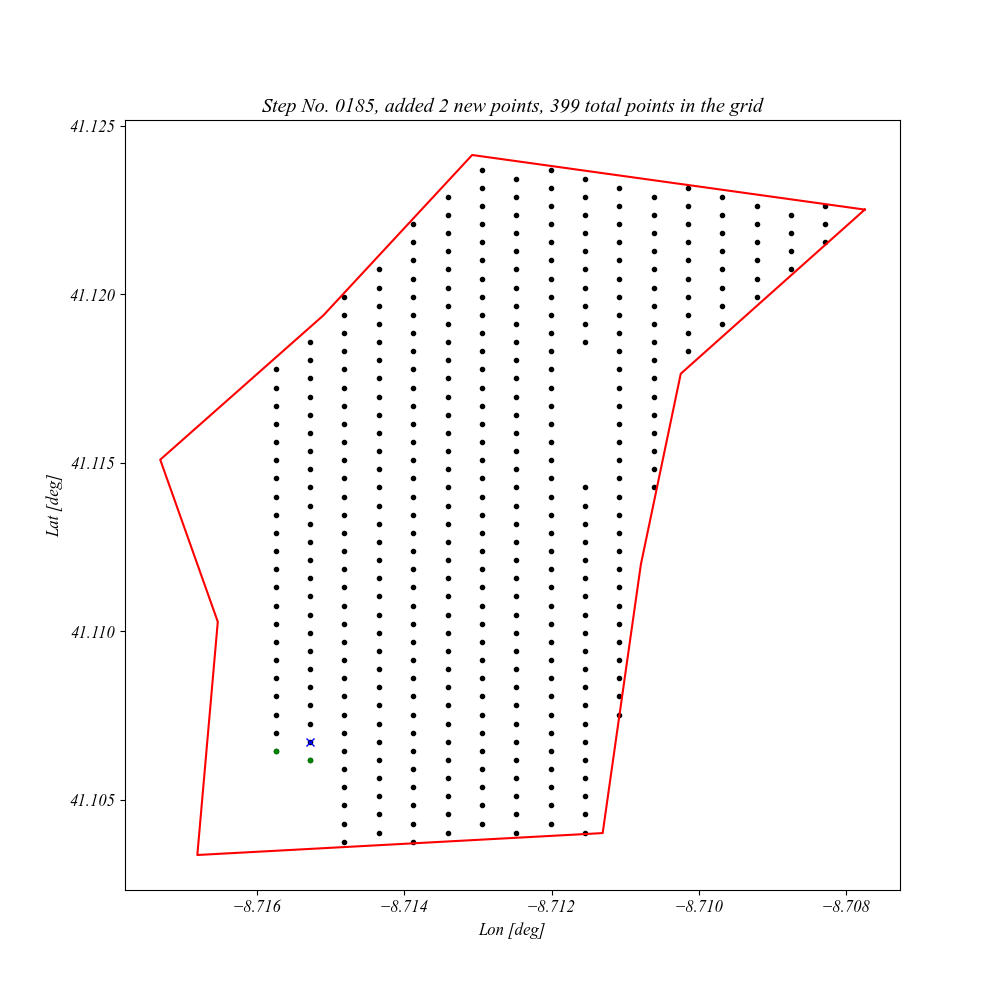 Step No. 0185, added 2 new points, 399 total points in the grid
41.125
41.120
41.115
41.110
41.105
Lat [deg]
−8.716 −8.714 −8.712 −8.710 −8.708
Lon [deg]